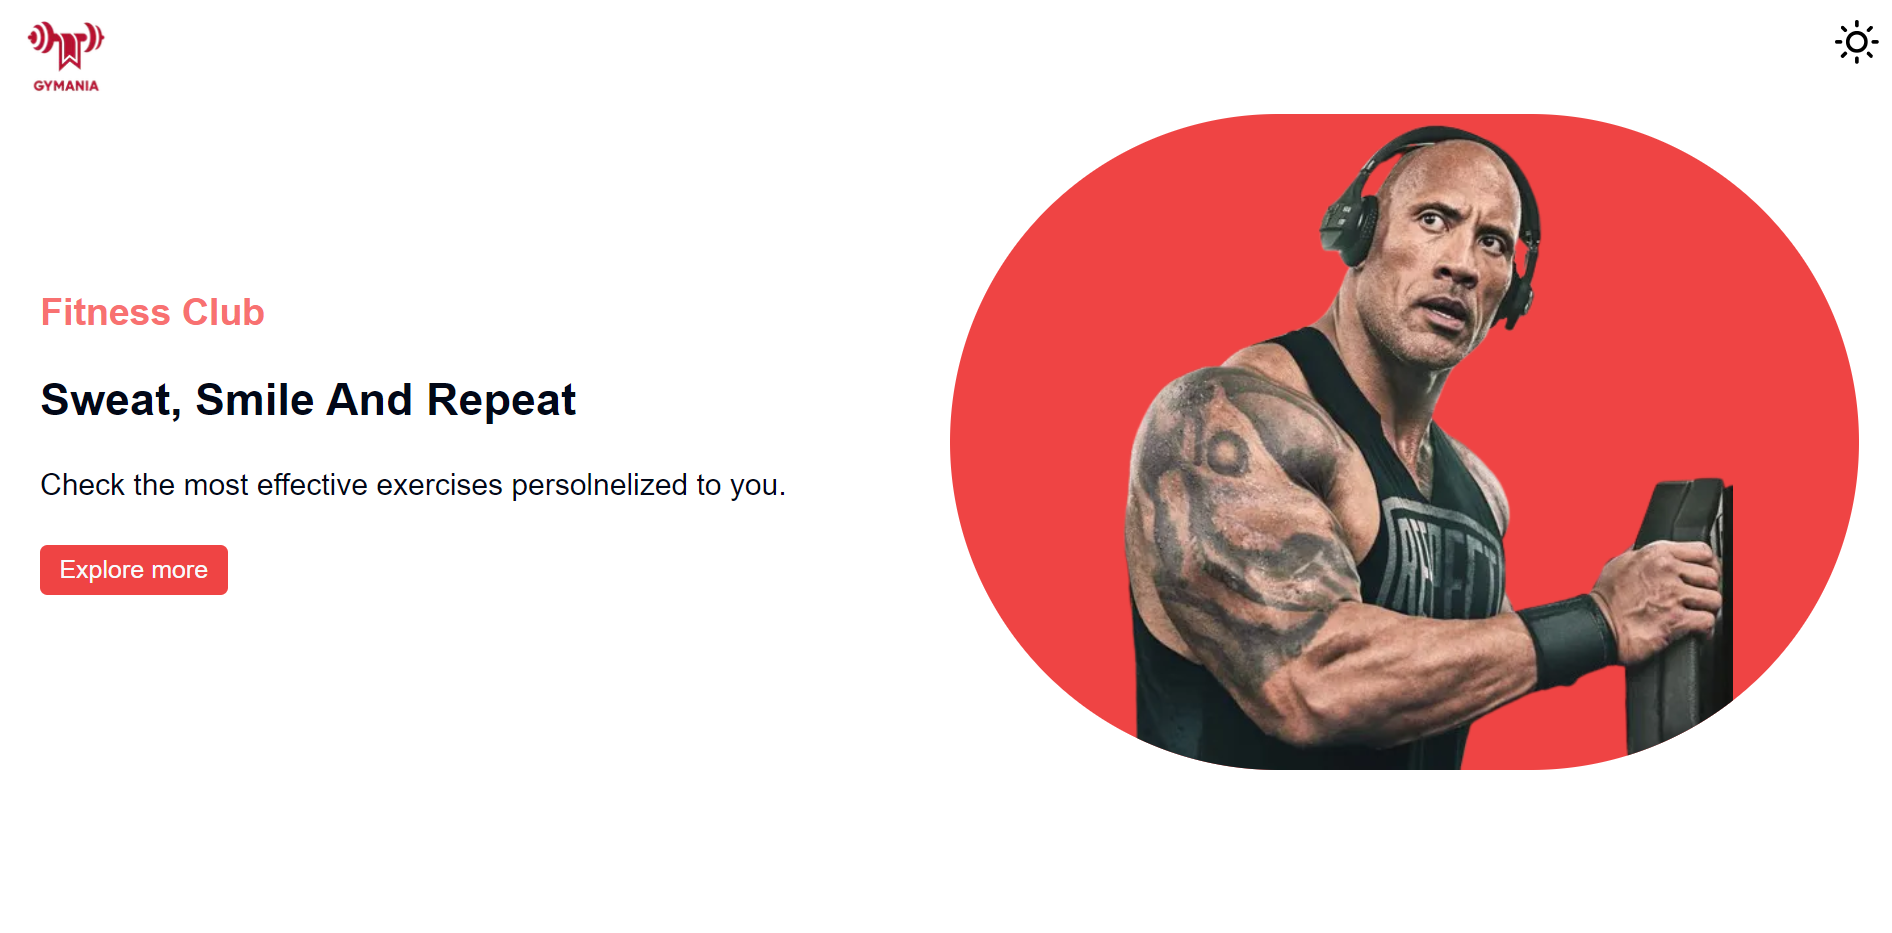 GYMANIA
Fitness Club
Sweat, Smile And Repeat
Check the most effective exercises persolnelized to you.
Explore more